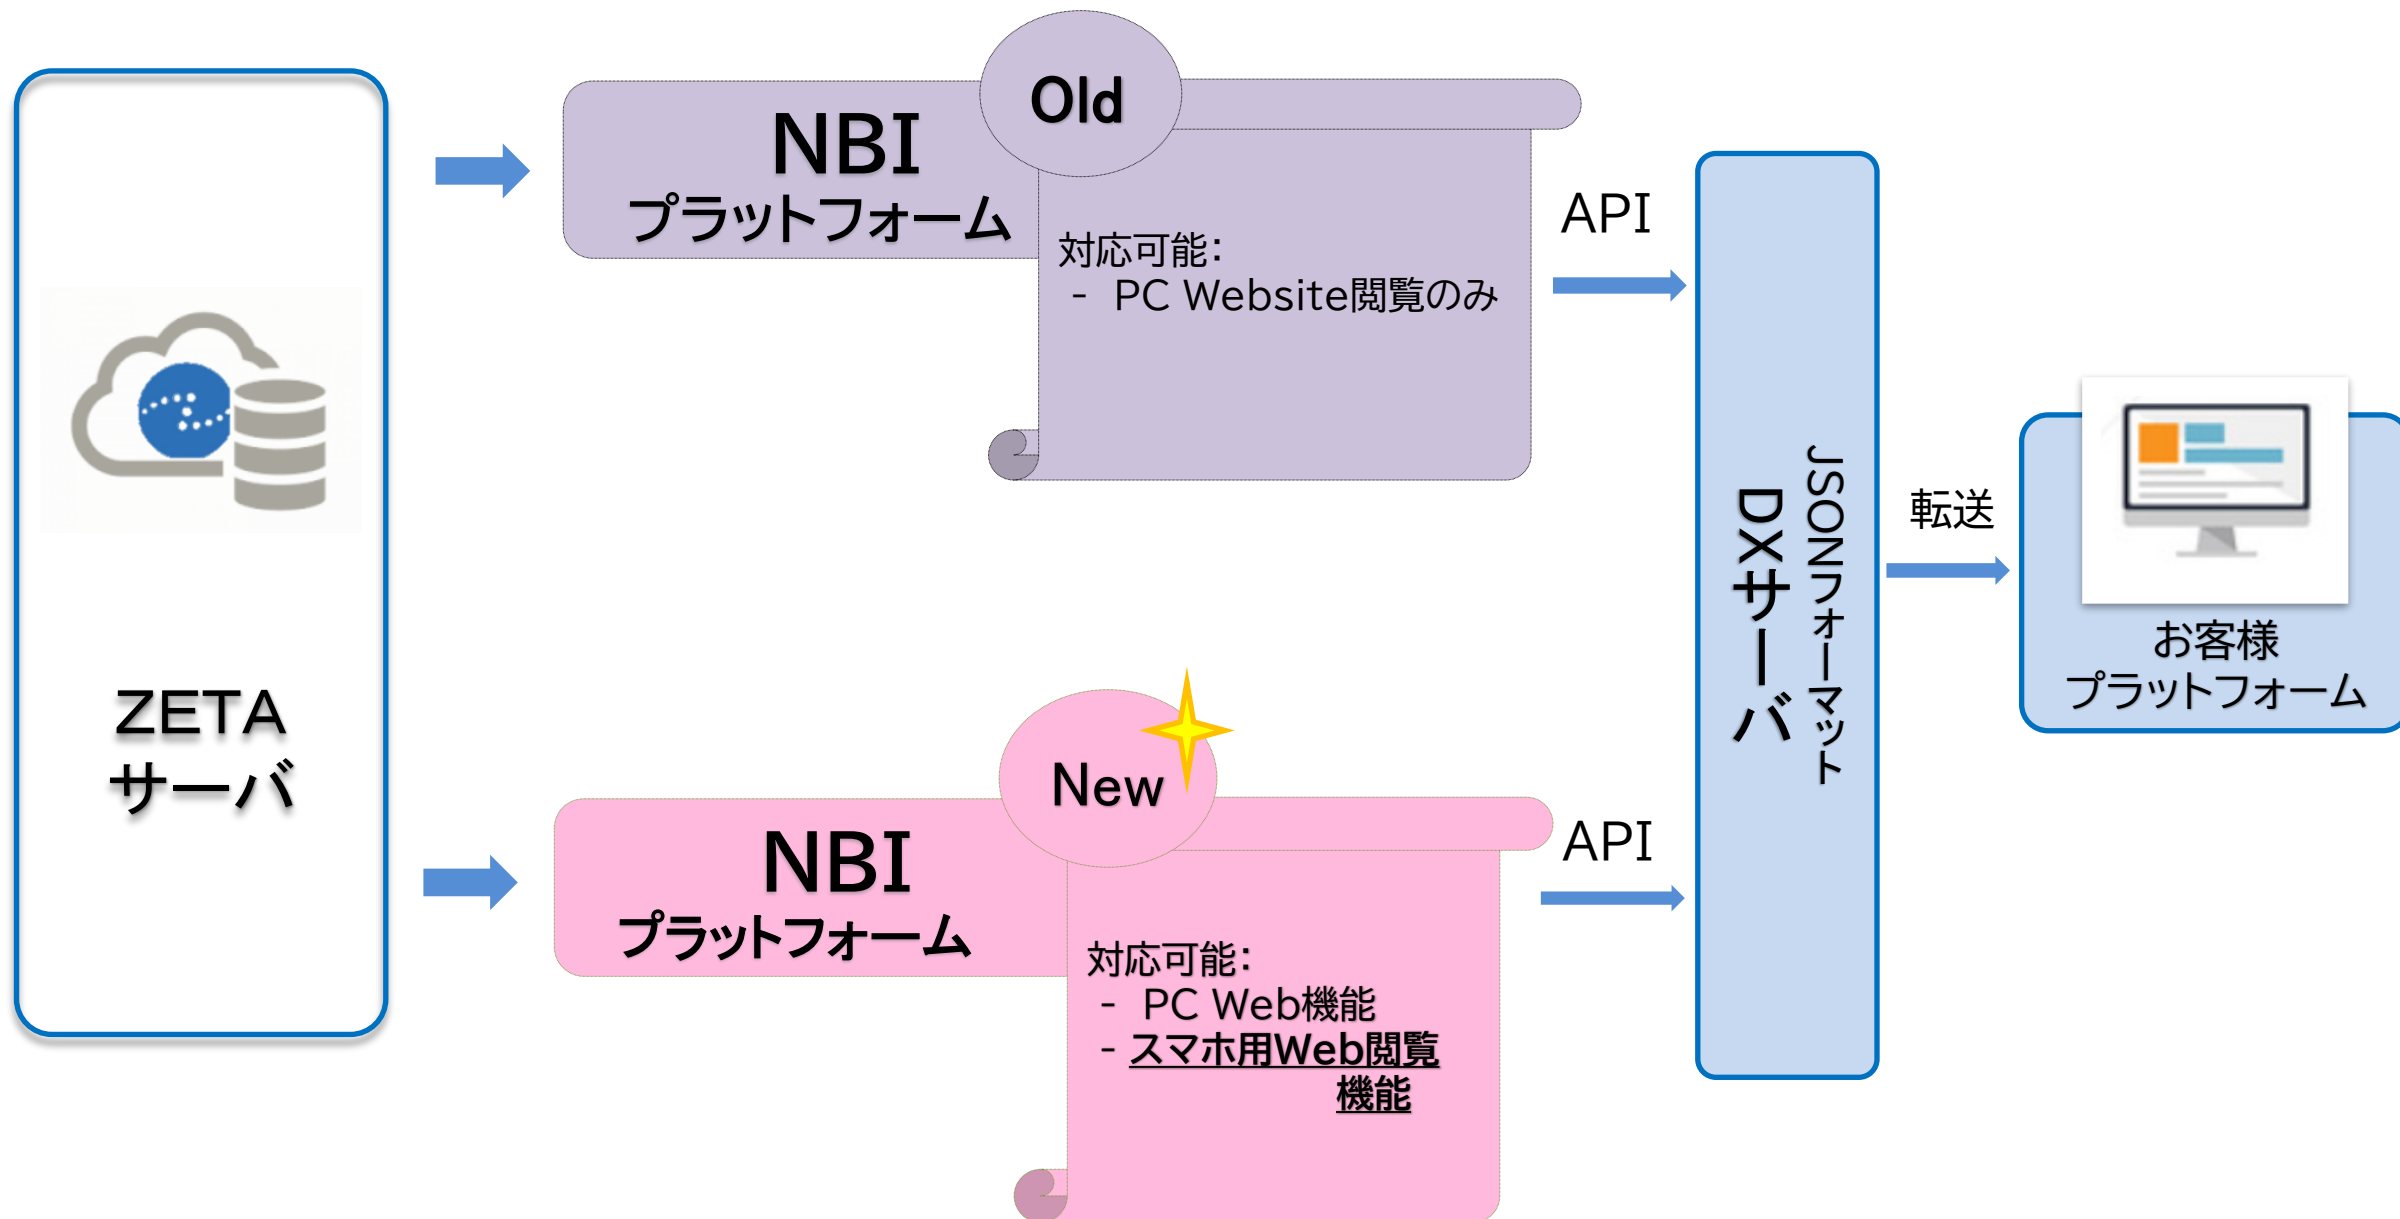 ZETA
サーバ
Old
NBI
プラットフォーム
対応可能：
- PC Website閲覧のみ
API
New
NBI
プラットフォーム
対応可能：
- PC Web機能
- スマホ用Web閲覧
機能
API
JSONフォーマット
DXサーバ
転送
お客様
プラットフォーム